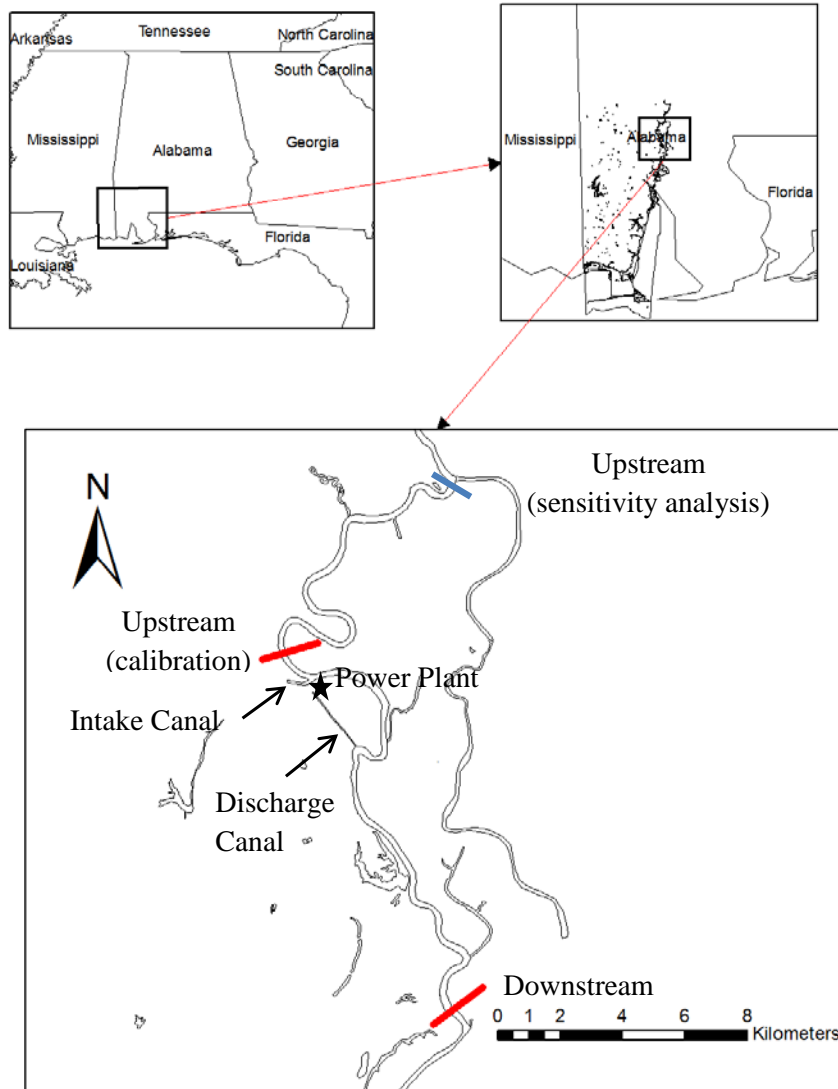 Arkansas
Tennessee
North Carolina
South Carolina
Mississippi
Alabama
Georgia
Florida
Louisiana
Mississippi
Alabama
Florida
N
Upstream
(sensitivity analysis)
Upstream
(calibration)
Power Plant
Intake Canal
Discharge
Canal
Downstream
0 1 2 4 6 8
Kilometers